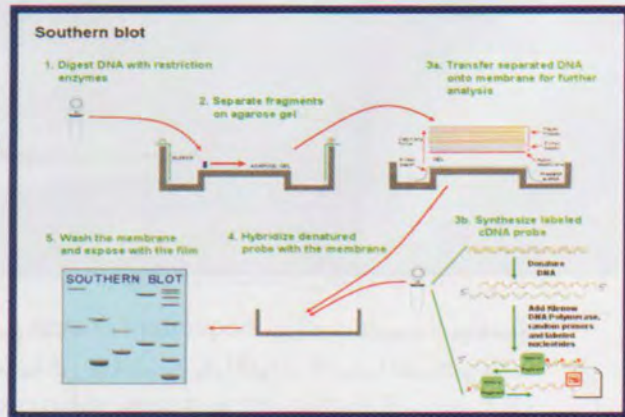 Southern blot
1. Digest DNA with restriction
enzymes
2. Separate fragments
on agarose gel
3a. Transfer separated DNA
onto membrane for further
analysis
GEL
3b. Synthesize labeled
cDNA probe
Denature
DNA
Add Klenow
DNA Polymerase,
random primers
and labeled
nucleotides
4. Hybridize denatured
probe with the membrane
5. Wash the membrane
and expose with the film
SOUTHERN BLOT